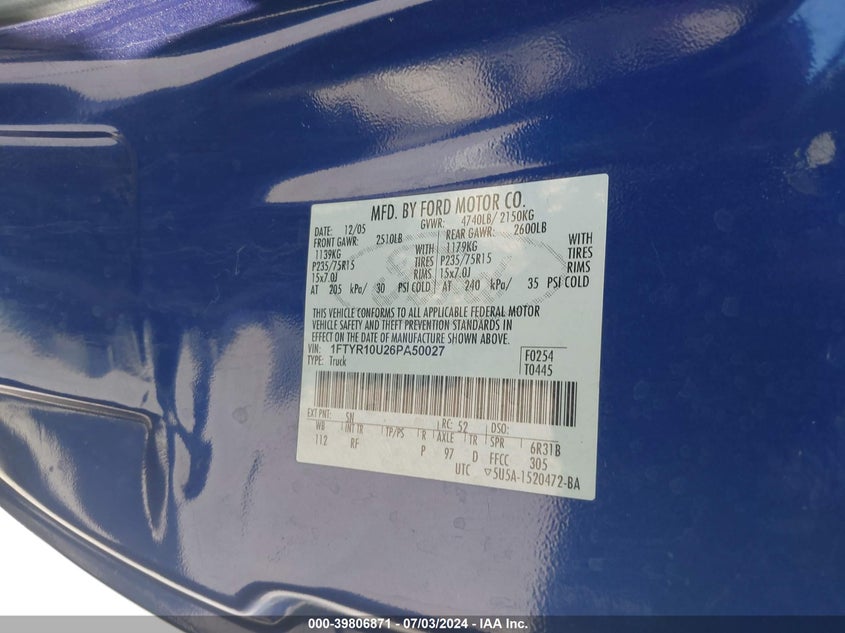 MFD. BY FORD MOTOR CO.
DATE: 12/05 GVWR: 4740LB/ 2150KG
FRONT GAWR: 2510LB REAR GAWR: 2600LB
1139KG WITH 1179KG WITH
P235/75R15 TIRES P235/75R15 TIRES
15x7.0J RIMS 15x7.0J RIMS
AT 205 kPa/ 30 PSI COLD AT 240 kPa/ 35 PSI COLD
THIS VEHICLE CONFORMS TO ALL APPLICABLE FEDERAL MOTOR
VEHICLE SAFETY AND THEFT PREVENTION STANDARDS IN
EFFECT ON THE DATE OF MANUFACTURE SHOWN ABOVE.
VIN: 1FTYR10U26PA50027 F0254
TYPE: Truck T0445
EXT PNT: SN RC: 52 DSO:
WB INT TR TP/PS R AXLE TR SPR 6R31B
112 RF P 97 D FFCC 305
UTC ▽5U5A-1520472-BA
000-39806871 - 07/03/2024 - IAA Inc.